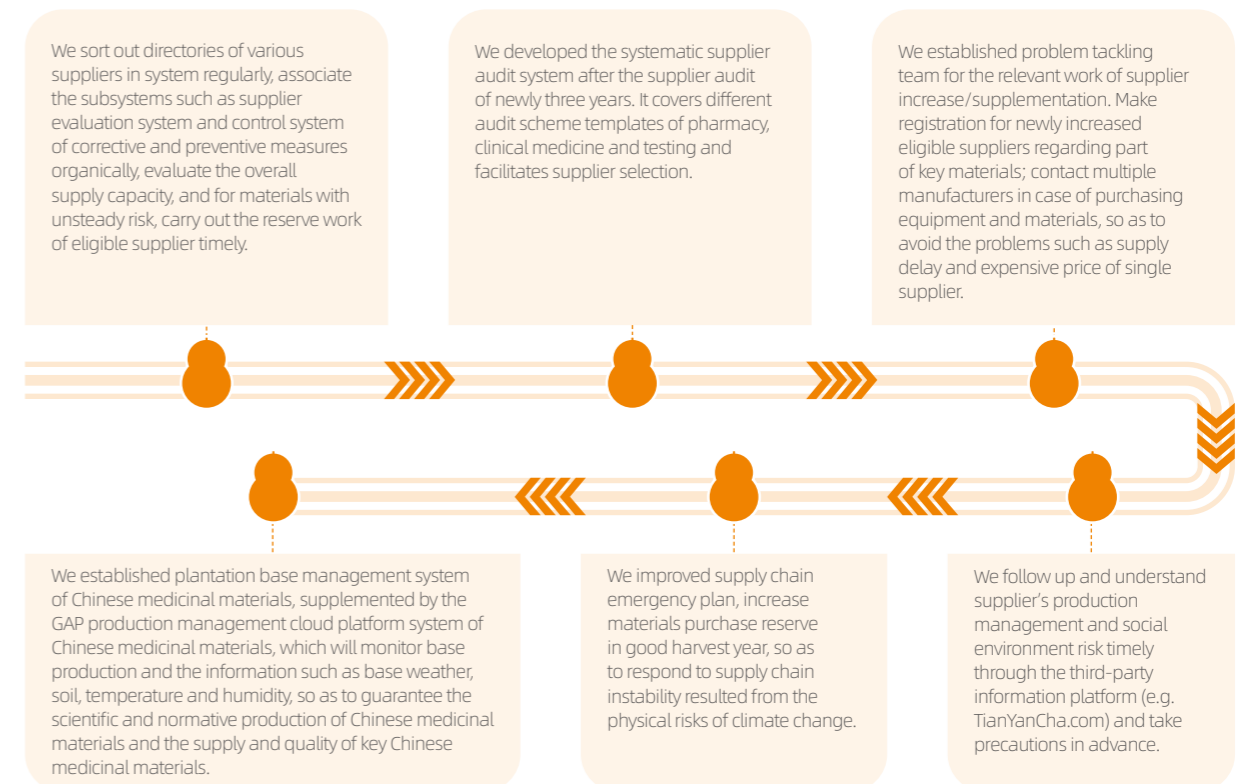 We sort out directories of various
suppliers in system regularly, associate
the subsystems such as supplier
evaluation system and control system
of corrective and preventive measures
organically, evaluate the overall
supply capacity, and for materials with
unsteady risk, carry out the reserve work
of eligible supplier timely.
We developed the systematic supplier
audit system after the supplier audit
of newly three years. It covers different
audit scheme templates of pharmacy,
clinical medicine and testing and
facilitates supplier selection.
We established problem tackling
team for the relevant work of supplier
increase/supplementation. Make
registration for newly increased
eligible suppliers regarding part
of key materials; contact multiple
manufacturers in case of purchasing
equipment and materials, so as to
avoid the problems such as supply
delay and expensive price of single
supplier.
We follow up and understand
supplier's production
management and social
environment risk timely
through the third-party
information platform (e.g.
TianYanCha.com) and take
precautions in advance.
We improved supply chain
emergency plan, increase
materials purchase reserve
in good harvest year, so as
to respond to supply chain
instability resulted from the
physical risks of climate change.
We established plantation base management system
of Chinese medicinal materials, supplemented by the
GAP production management cloud platform system of
Chinese medicinal materials, which will monitor base
production and the information such as base weather,
soil, temperature and humidity, so as to guarantee the
scientific and normative production of Chinese medicinal
materials and the supply and quality of key Chinese
medicinal materials.